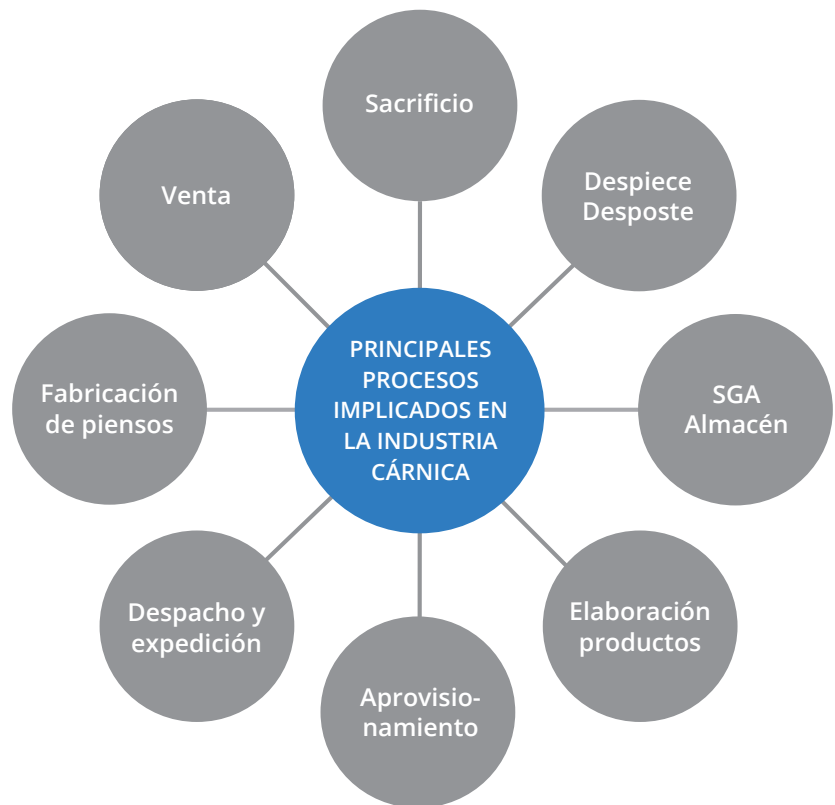 Sacrificio
Despiece
Desposte
SGA
Almacén
Elaboración
productos
Aprovisio-
namiento
Despacho y
expedición
Fabricación
de piensos
Venta
PRINCIPALES
PROCESOS
IMPLICADOS EN
LA INDUSTRIA
CÁRNICA